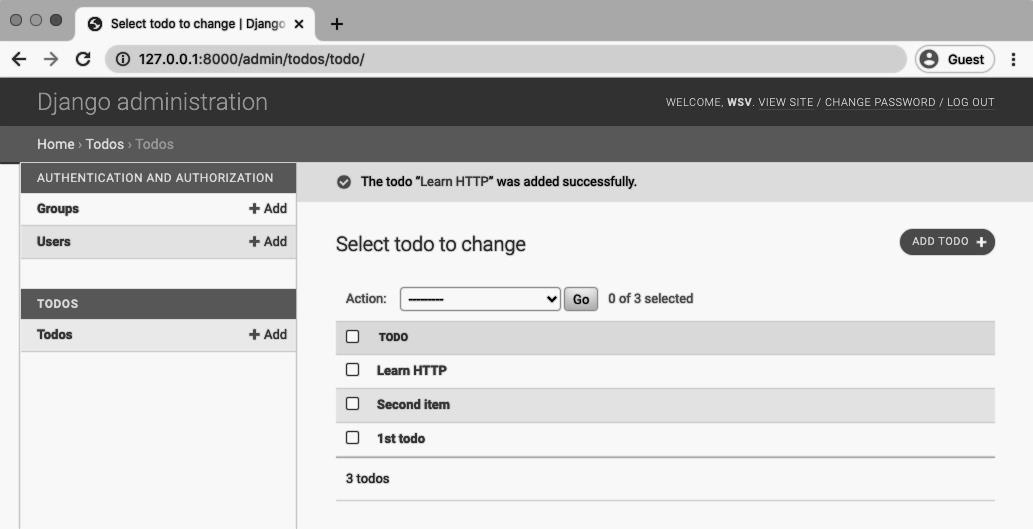 Select todo to change | Django
127.0.0.1:8000/admin/todos/todo/
Guest
Django administration
WELCOME, WSV. VIEW SITE / CHANGE PASSWORD / LOG OUT
Home › Todos › Todos
AUTHENTICATION AND AUTHORIZATION
Groups + Add
Users + Add
TODOS
Todos + Add
The todo “Learn HTTP” was added successfully.
Select todo to change
ADD TODO +
Action: --------- Go 0 of 3 selected
TODO
Learn HTTP
Second item
1st todo
3 todos